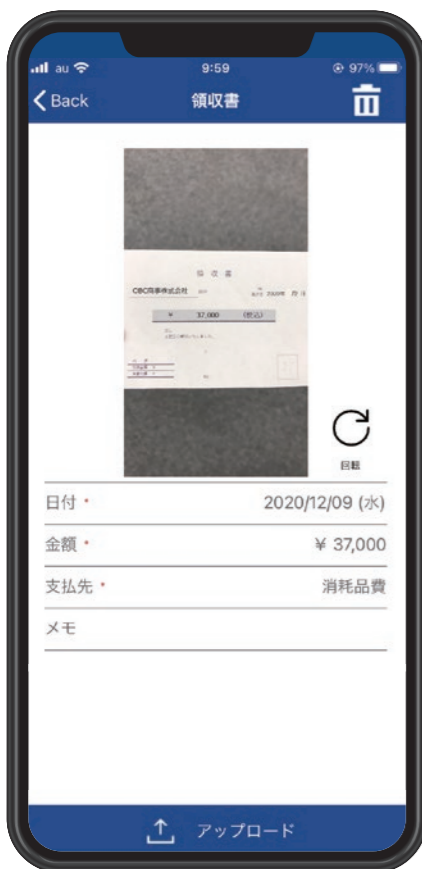 au 9:59 97%
Back 領収書
領収書
CBC商事株式会社
¥ 37,000 (税込)
回転
日付 * 2020/12/09 (水)
金額 * ¥ 37,000
支払先 * 消耗品費
メモ
アップロード